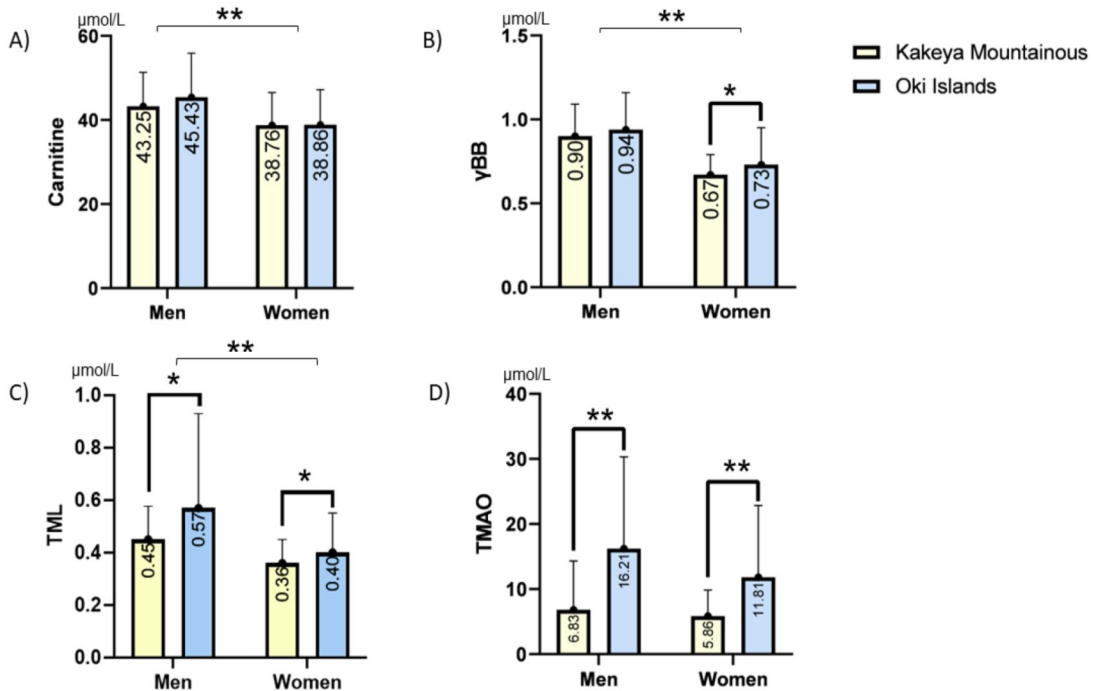 A)
μmol/L
**
Carnitine
60
40
20
0
43.25
45.43
38.76
38.86
Men
Women
B)
μmol/L
**
*
γBB
1.5
1.0
0.5
0.0
0.90
0.94
0.67
0.73
Men
Women
Kakeya Mountainous
Oki Islands
C)
μmol/L
**
*
*
TML
1.0
0.8
0.6
0.4
0.2
0.0
0.45
0.57
0.36
0.40
Men
Women
D)
μmol/L
**
**
TMAO
40
30
20
10
0
6.83
16.21
5.86
11.81
Men
Women